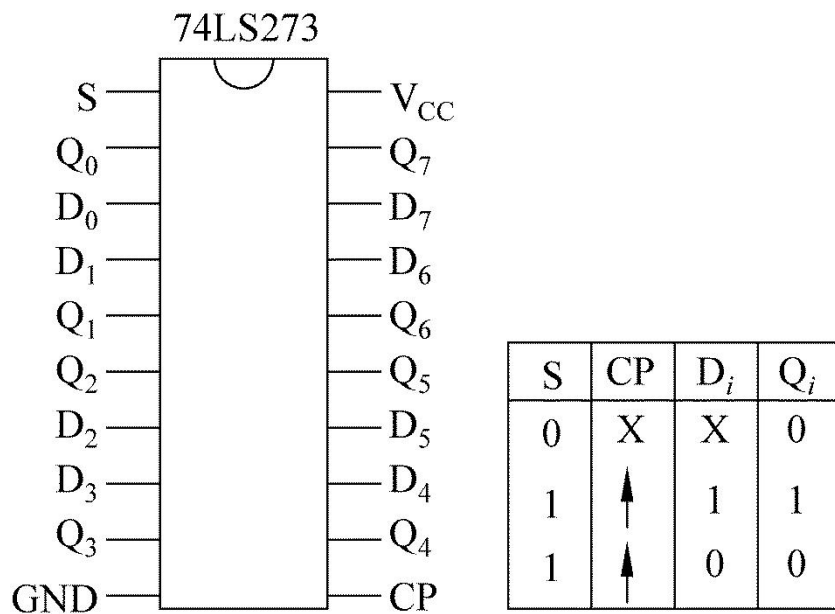 74LS273
S V_CC
Q₀ Q₇
D₀ D₇
D₁ D₆
Q₁ Q₆
Q₂ Q₅
D₂ D₅
D₃ D₄
Q₃ Q₄
GND CP
S CP Dᵢ Qᵢ
0 X X 0
1 ↑ 1 1
1 ↑ 0 0